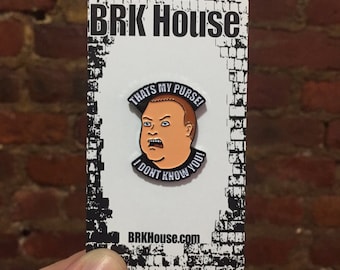 BRK House
THATS MY PURSE!
I DONT KNOW YOU!
BRKHouse.com